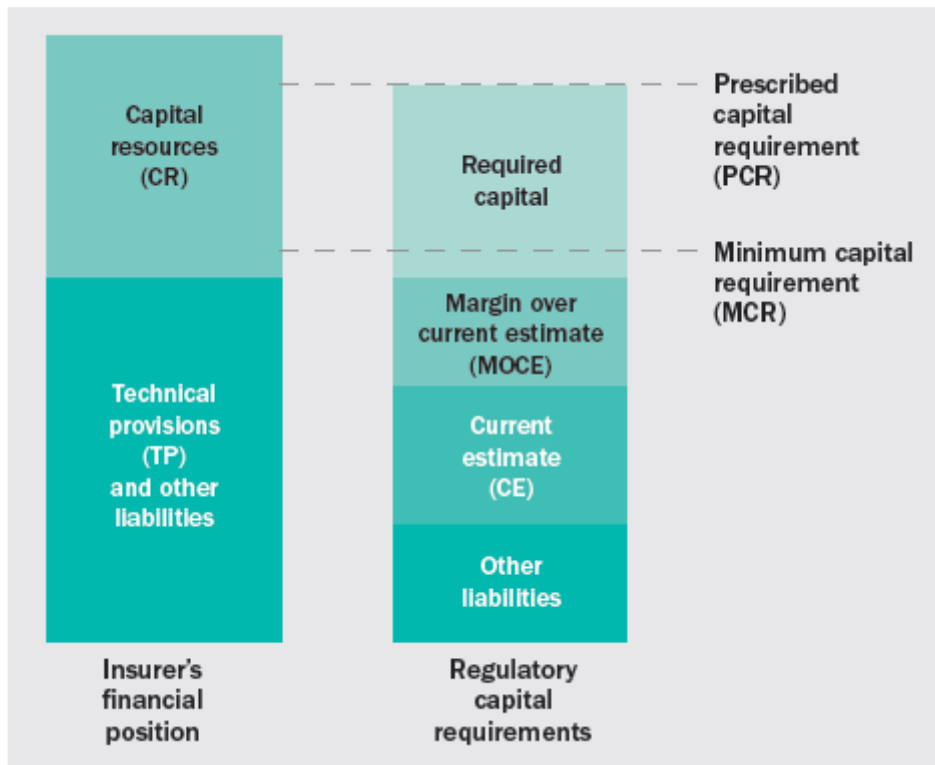 Capital
resources
(CR)
Technical
provisions
(TP)
and other
liabilities
Insurer's
financial
position
Required
capital
Margin over
current estimate
(MOCE)
Current
estimate
(CE)
Other
liabilities
Regulatory
capital
requirements
Prescribed
capital
requirement
(PCR)
Minimum capital
requirement
(MCR)